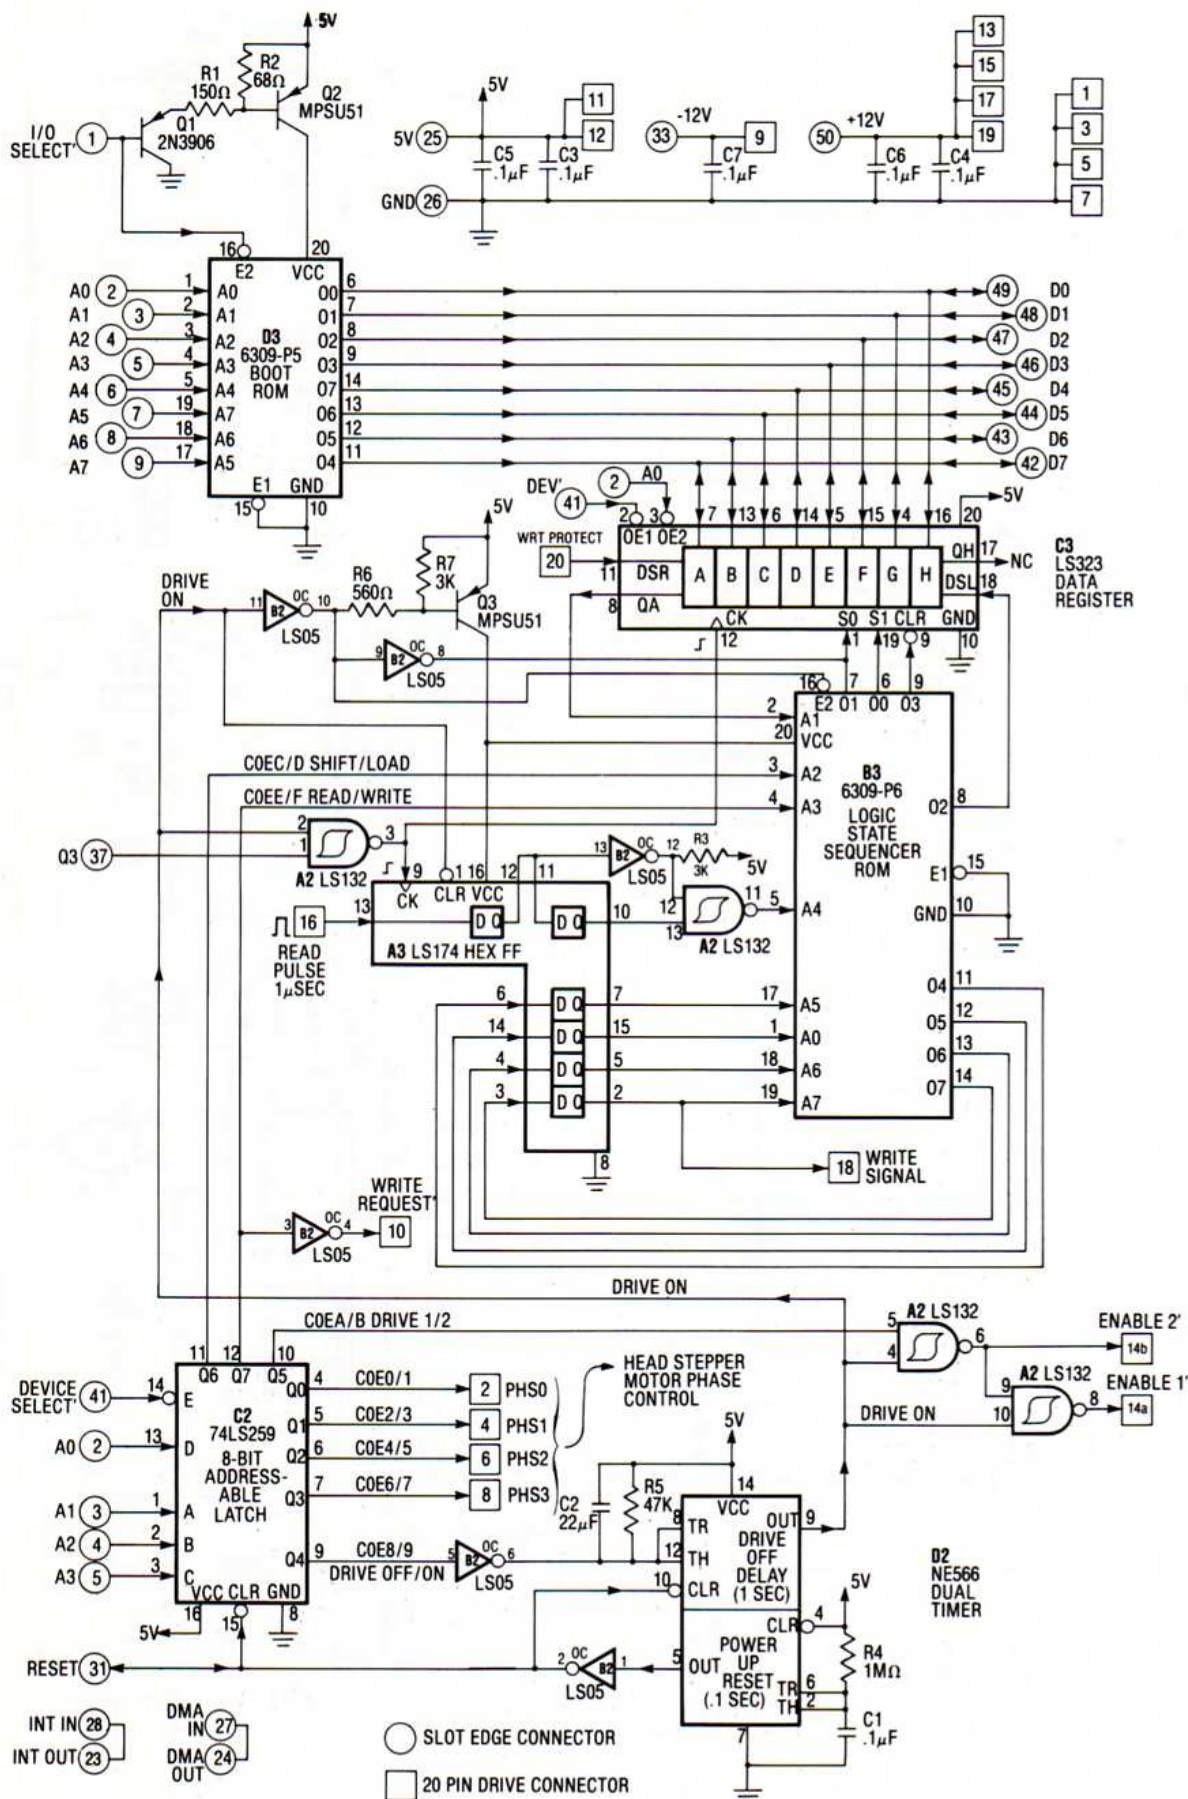 5V
R2
68Ω
R1
150Ω
Q2
MPSU51
Q1
2N3906
I/O
SELECT'
1
5V
5V 25
11
12
C5
.1μF
C3
.1μF
GND 26
-12V
33
9
C7
.1μF
+12V
50
13
15
17
19
C6
.1μF
C4
.1μF
1
3
5
7
16
E2
20
VCC
A0 2 1 A0
A1 3 2 A1
A2 4 3 A2
A3 5 4 A3
A4 6 5 A4
A5 7 19 A7
A6 8 18 A6
A7 9 17 A5
D3
6309-P5
BOOT
ROM
O0 6 49 D0
O1 7 48 D1
O2 8 47 D2
O3 9 46 D3
O7 14 45 D4
O6 13 44 D5
O5 12 43 D6
O4 11 42 D7
E1 GND
15 10
DEV'
41
2 A0
2 3 7 13 6 14 5 15 4 16 20
5V
OE1 OE2
WRT PROTECT
20
11
DSR
A B C D E F G H
QH 17 NC
DSL 18
8 QA
CK
12
S0 S1 CLR GND
1 19 9 10
C3
LS323
DATA
REGISTER
5V
R7
3K
R6
560Ω
Q3
MPSU51
DRIVE
ON
11 B2 OC 10
LS05
9 B2 OC 8
LS05
16 7 6 9
E2 O1 O0 O3
2 A1
20 VCC
3 A2
4 A3
B3
6309-P6
LOGIC
STATE
SEQUENCER
ROM
O2 8
E1 15
GND 10
COEC/D SHIFT/LOAD
COEE/F READ/WRITE
Q3 37
2
1
3
A2 LS132
9 1 16 12 11
CK CLR VCC
13 B2 OC 12
LS05
R3
3K
5V
12
13
11
A2 LS132
5 A4
16
READ
PULSE
1μSEC
13
D Q
D Q 10
A3 LS174 HEX FF
6 D Q 7 17 A5
14 D Q 15 1 A0
4 D Q 5 18 A6
3 D Q 2 19 A7
8
O4 11
O5 12
O6 13
O7 14
18 WRITE
SIGNAL
WRITE
REQUEST'
3 B2 OC 4
LS05
10
DRIVE ON
COEA/B DRIVE 1/2
A2 LS132
5
4
6
ENABLE 2'
14b
A2 LS132
9
10
8
ENABLE 1'
14a
DRIVE ON
11 12 10
Q6 Q7 Q5
DEVICE
SELECT' 41 14 E
A0 2 13 D
A1 3 1 A
A2 4 2 B
A3 5 3 C
C2
74LS259
8-BIT
ADDRESS-
ABLE
LATCH
Q0 4 COE0/1 2 PHS0
Q1 5 COE2/3 4 PHS1
Q2 6 COE4/5 6 PHS2
Q3 7 COE6/7 8 PHS3
HEAD STEPPER
MOTOR PHASE
CONTROL
Q4 9 COE8/9
DRIVE OFF/ON
5 B2 OC 6
LS05
VCC CLR GND
16 15 8
5V
C2
22μF
R5
47K
5V
14
VCC
8 TR
12 TH
10 CLR
OUT 9
DRIVE
OFF
DELAY
(1 SEC)
D2
NE566
DUAL
TIMER
CLR 4
5V
R4
1MΩ
POWER
UP
RESET
(.1 SEC)
5 OUT
TR 6
TH 2
7
C1
.1μF
RESET 31
2 OC B2 1
LS05
INT IN 28
INT OUT 23
DMA
IN 27
DMA
OUT 24
SLOT EDGE CONNECTOR
20 PIN DRIVE CONNECTOR